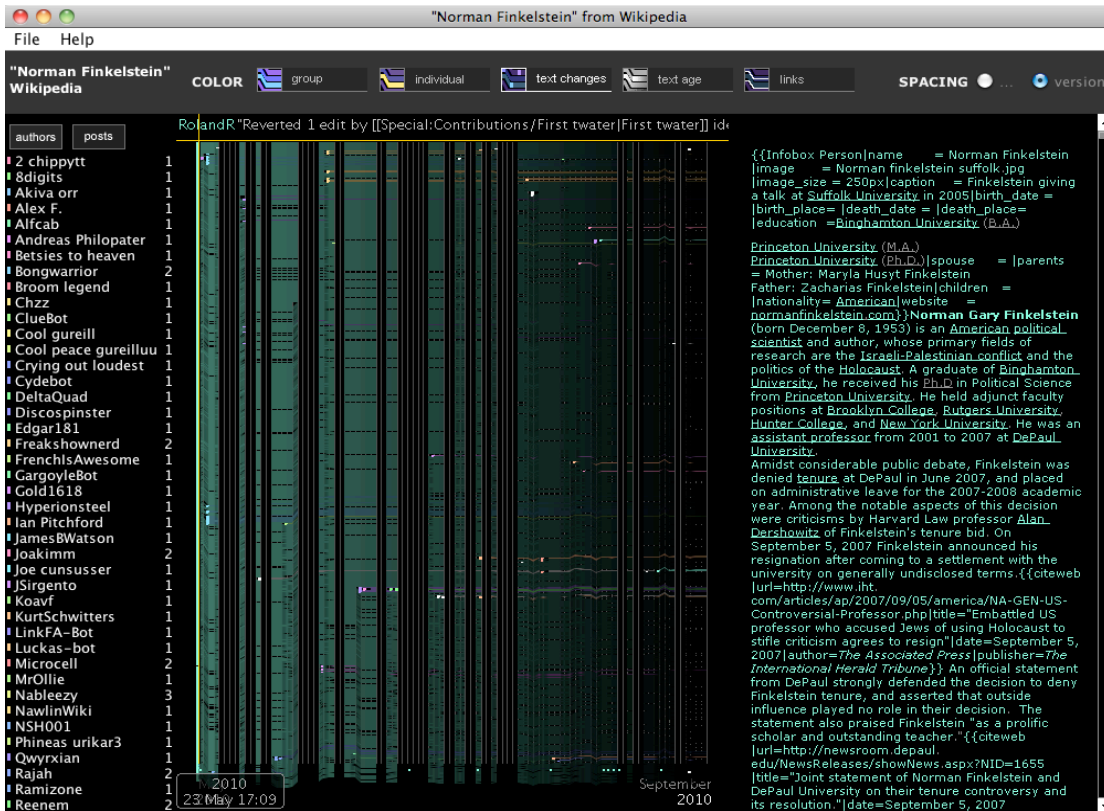 "Norman Finkelstein" from Wikipedia
File Help
"Norman Finkelstein"
Wikipedia
COLOR group individual text changes text age links SPACING ... version
authors posts
RolandR "Reverted 1 edit by [[Special:Contributions/First twater|First twater]] ide
2 chippytt 1
8digits 1
Akiva orr 1
Alex F. 1
Alfcab 1
Andreas Philopater 1
Betsies to heaven 1
Bongwarrior 2
Broom legend 1
Chzz 1
ClueBot 1
Cool gureill 1
Cool peace gureilluu 1
Crying out loudest 1
Cydebot 1
DeltaQuad 1
Discospinster 1
Edgar181 1
Freakshownerd 2
FrenchIsAwesome 1
GargoyleBot 1
Gold1618 1
Hyperionsteel 1
Ian Pitchford 1
JamesBWatson 1
Joakimm 2
Joe cunsusser 1
JSirgento 1
Koavf 1
KurtSchwitters 1
LinkFA-Bot 1
Luckas-bot 1
Microcell 2
MrOllie 1
Nableezy 3
NawlinWiki 1
NSH001 1
Phineas urikar3 1
Qwyrxian 1
Rajah 2
Ramizone 1
Reenem 2
2010
23 May 17:09
September
2010
{{Infobox Person|name = Norman Finkelstein
|image = Norman finkelstein suffolk.jpg
|image_size = 250px|caption = Finkelstein giving
a talk at Suffolk University in 2005|birth_date =
|birth_place= |death_date = |death_place=
|education =Binghamton University (B.A.)
Princeton University (M.A.)
Princeton University (Ph.D.)|spouse = |parents
= Mother: Maryla Husyt Finkelstein
Father: Zacharias Finkelstein|children =
|nationality= American|website =
normanfinkelstein.com}}Norman Gary Finkelstein
(born December 8, 1953) is an American political
scientist and author, whose primary fields of
research are the Israeli-Palestinian conflict and the
politics of the Holocaust. A graduate of Binghamton
University, he received his Ph.D in Political Science
from Princeton University. He held adjunct faculty
positions at Brooklyn College, Rutgers University,
Hunter College, and New York University. He was an
assistant professor from 2001 to 2007 at DePaul
University.
Amidst considerable public debate, Finkelstein was
denied tenure at DePaul in June 2007, and placed
on administrative leave for the 2007-2008 academic
year. Among the notable aspects of this decision
were criticisms by Harvard Law professor Alan
Dershowitz of Finkelstein's tenure bid. On
September 5, 2007 Finkelstein announced his
resignation after coming to a settlement with the
university on generally undisclosed terms.{{citeweb
|url=http://www.iht.
com/articles/ap/2007/09/05/america/NA-GEN-US-
Controversial-Professor.php|title="Embattled US
professor who accused Jews of using Holocaust to
stifle criticism agrees to resign"|date=September 5,
2007|author=The Associated Press|publisher=The
International Herald Tribune}} An official statement
from DePaul strongly defended the decision to deny
Finkelstein tenure, and asserted that outside
influence played no role in their decision. The
statement also praised Finkelstein "as a prolific
scholar and outstanding teacher."{{citeweb
|url=http://newsroom.depaul.
edu/NewsReleases/showNews.aspx?NID=1655
|title="Joint statement of Norman Finkelstein and
DePaul University on their tenure controversy and
its resolution."|date=September 5, 2007